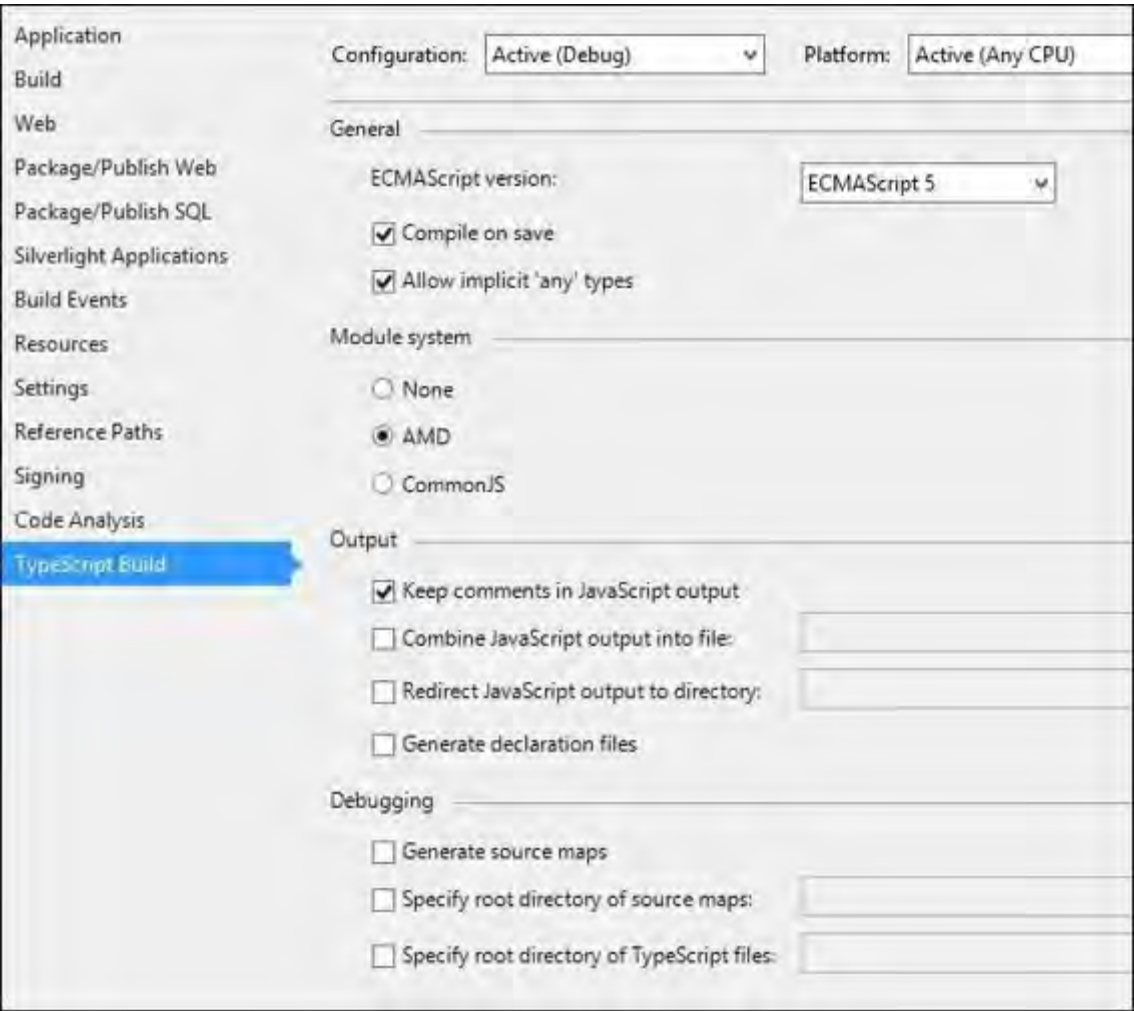 Application
Build
Web
Package/Publish Web
Package/Publish SQL
Silverlight Applications
Build Events
Resources
Settings
Reference Paths
Signing
Code Analysis
TypeScript Build
Configuration: Active (Debug) Platform: Active (Any CPU)
General
ECMAScript version: ECMAScript 5
Compile on save
Allow implicit 'any' types
Module system
None
AMD
CommonJS
Output
Keep comments in JavaScript output
Combine JavaScript output into file:
Redirect JavaScript output to directory:
Generate declaration files
Debugging
Generate source maps
Specify root directory of source maps:
Specify root directory of TypeScript files: